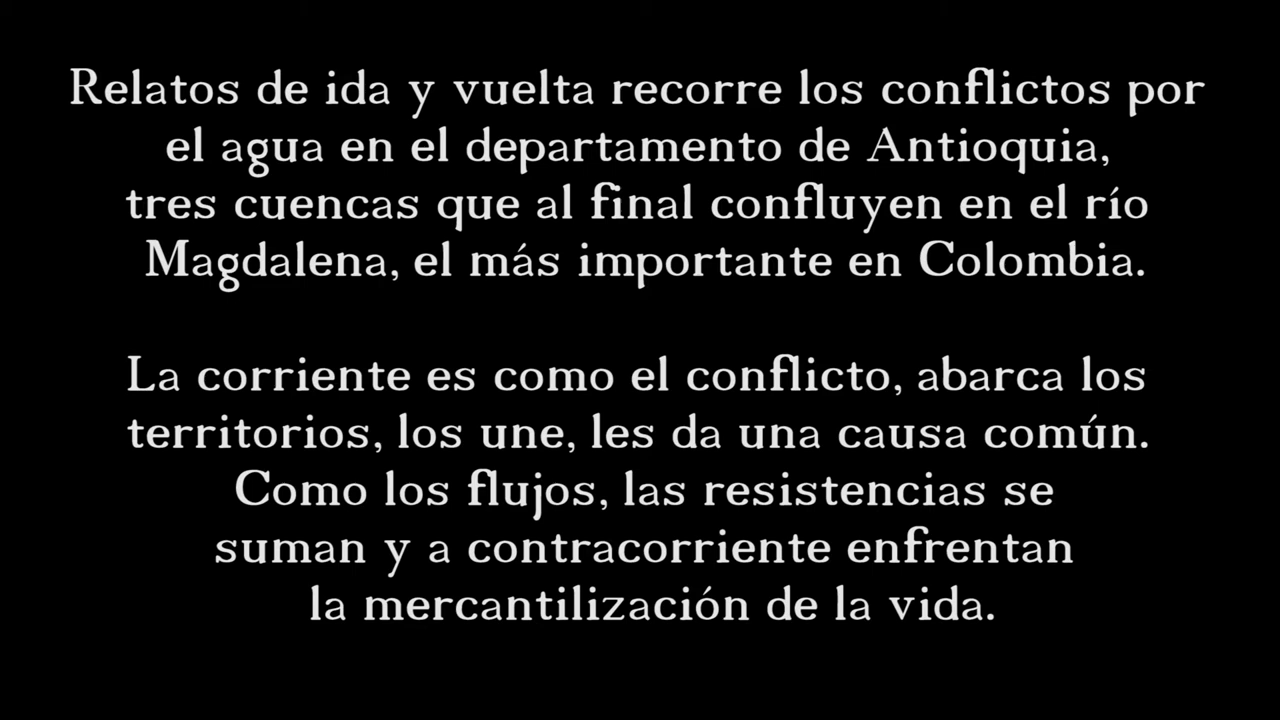 Relatos de ida y vuelta recorre los conflictos por
el agua en el departamento de Antioquia,
tres cuencas que al final confluyen en el río
Magdalena, el más importante en Colombia.
La corriente es como el conflicto, abarca los
territorios, los une, les da una causa común.
Como los flujos, las resistencias se
suman y a contracorriente enfrentan
la mercantilización de la vida.